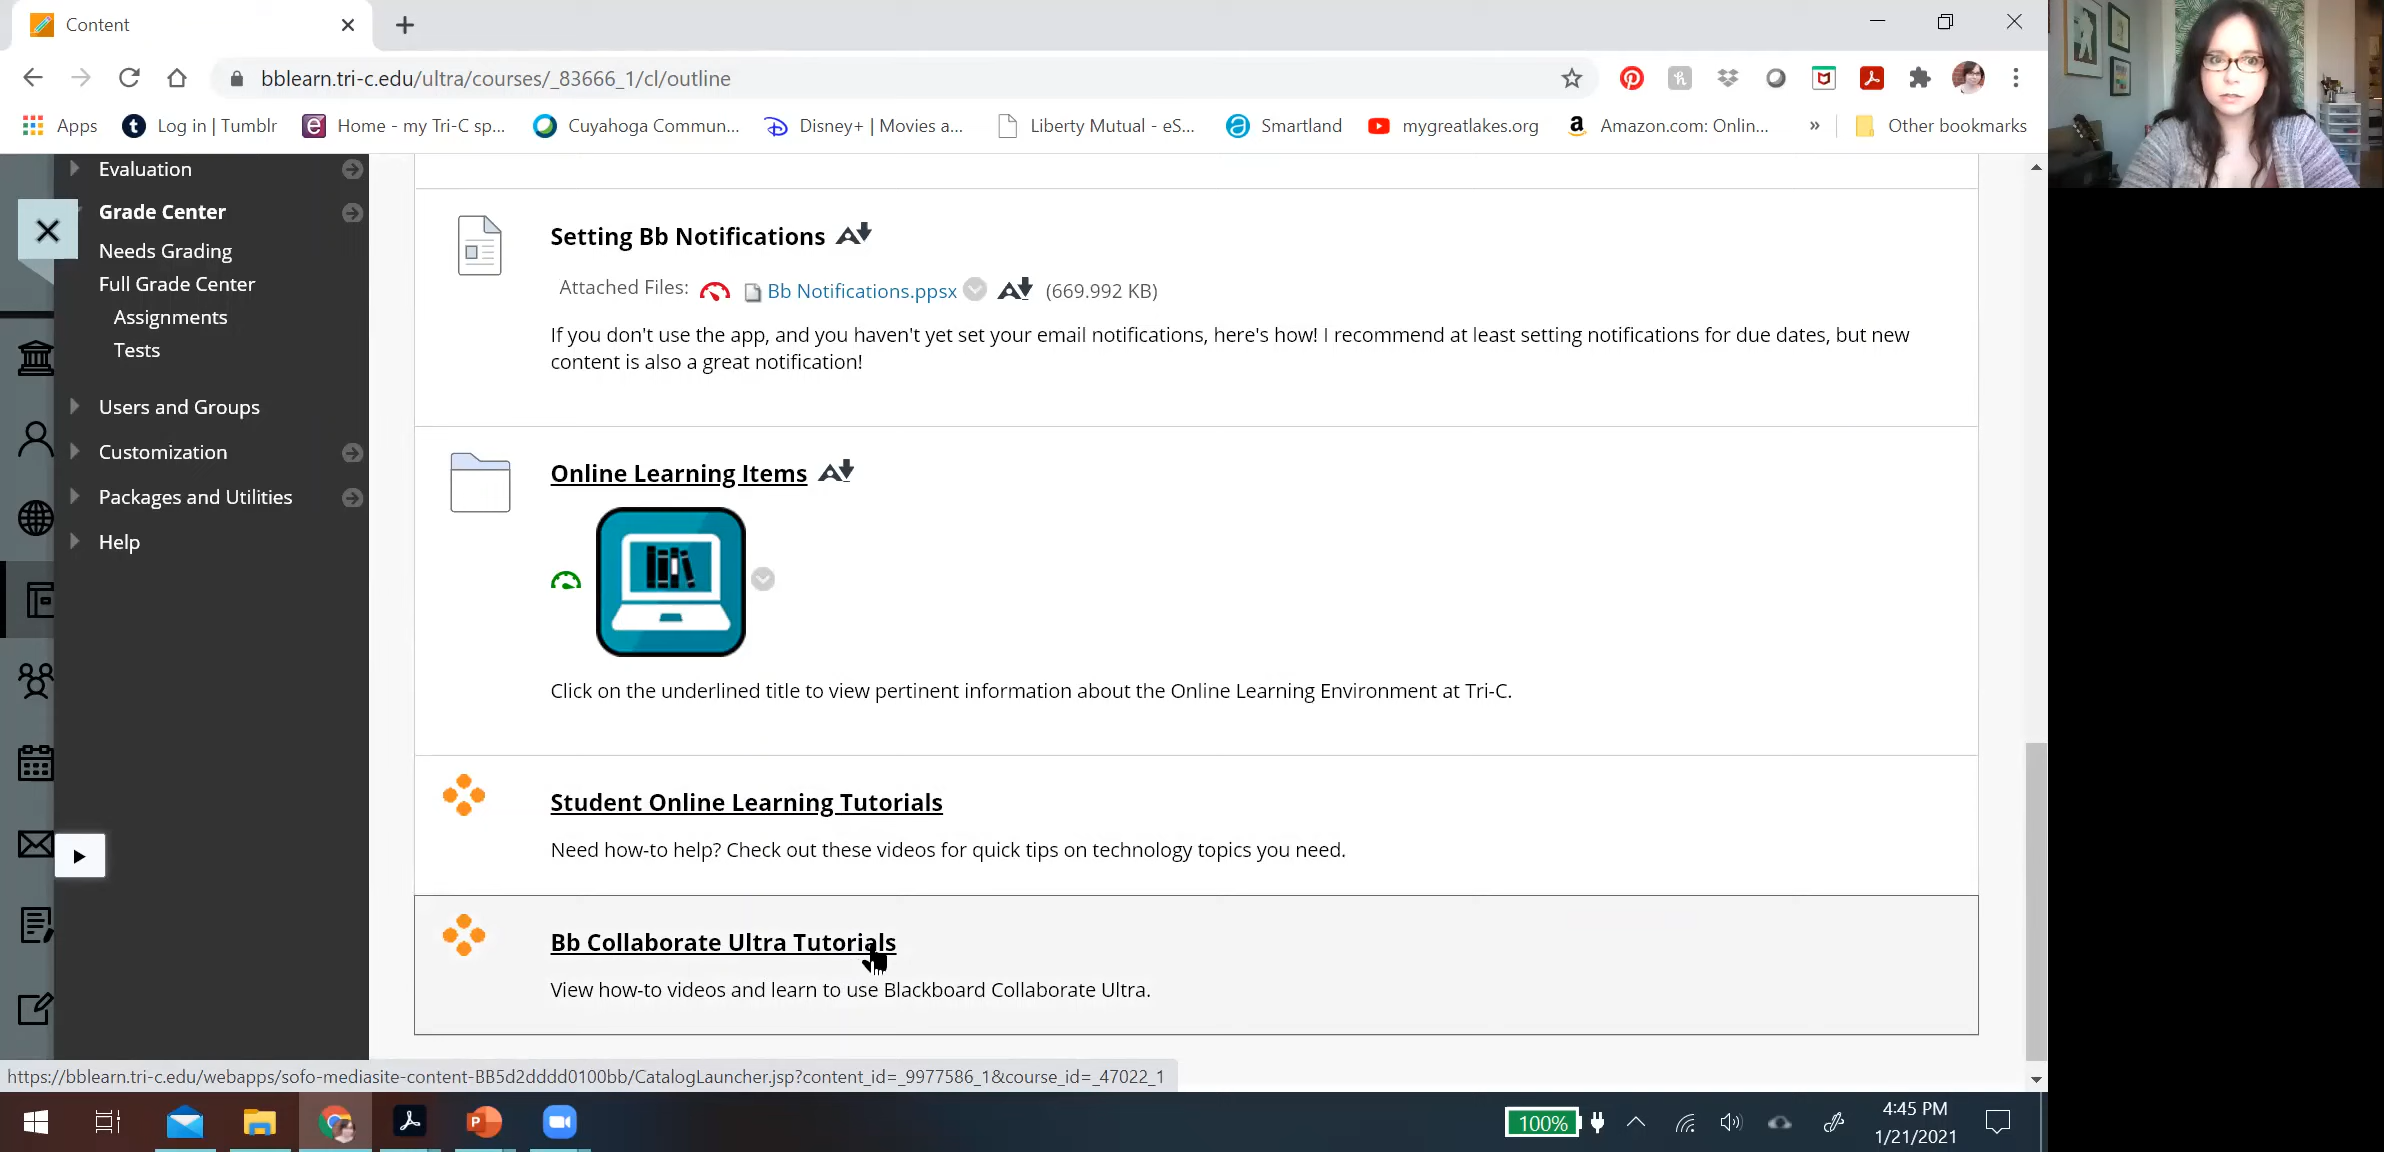 Content
bblearn.tri-c.edu/ultra/courses/_83666_1/cl/outline
Apps
Log in | Tumblr
Home - my Tri-C sp...
Cuyahoga Commun...
Disney+ | Movies a...
Liberty Mutual - eS...
Smartland
mygreatlakes.org
Amazon.com: Onlin...
»
Other bookmarks
Evaluation
Grade Center
Needs Grading
Full Grade Center
Assignments
Tests
Users and Groups
Customization
Packages and Utilities
Help
Setting Bb Notifications
Attached Files: Bb Notifications.ppsx (669.992 KB)
If you don't use the app, and you haven't yet set your email notifications, here's how! I recommend at least setting notifications for due dates, but new
content is also a great notification!
Online Learning Items
Click on the underlined title to view pertinent information about the Online Learning Environment at Tri-C.
Student Online Learning Tutorials
Need how-to help? Check out these videos for quick tips on technology topics you need.
Bb Collaborate Ultra Tutorials
View how-to videos and learn to use Blackboard Collaborate Ultra.
https://bblearn.tri-c.edu/webapps/sofo-mediasite-content-BB5d2dddd0100bb/CatalogLauncher.jsp?content_id=_9977586_1&course_id=_47022_1
100%
4:45 PM
1/21/2021